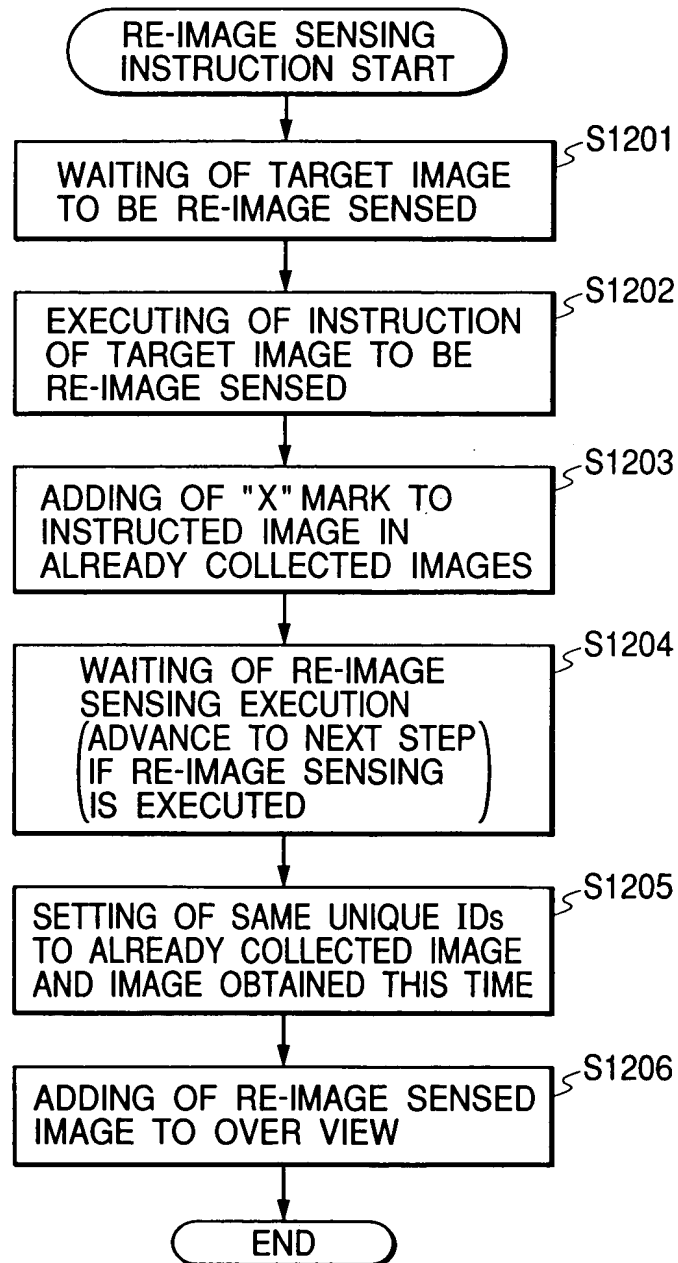 RE-IMAGE SENSING
INSTRUCTION START
S1201
WAITING OF TARGET IMAGE
TO BE RE-IMAGE SENSED
S1202
EXECUTING OF INSTRUCTION
OF TARGET IMAGE TO BE
RE-IMAGE SENSED
S1203
ADDING OF "X" MARK TO
INSTRUCTED IMAGE IN
ALREADY COLLECTED IMAGES
S1204
WAITING OF RE-IMAGE
SENSING EXECUTION
(ADVANCE TO NEXT STEP
IF RE-IMAGE SENSING
IS EXECUTED)
S1205
SETTING OF SAME UNIQUE IDs
TO ALREADY COLLECTED IMAGE
AND IMAGE OBTAINED THIS TIME
S1206
ADDING OF RE-IMAGE SENSED
IMAGE TO OVER VIEW
END